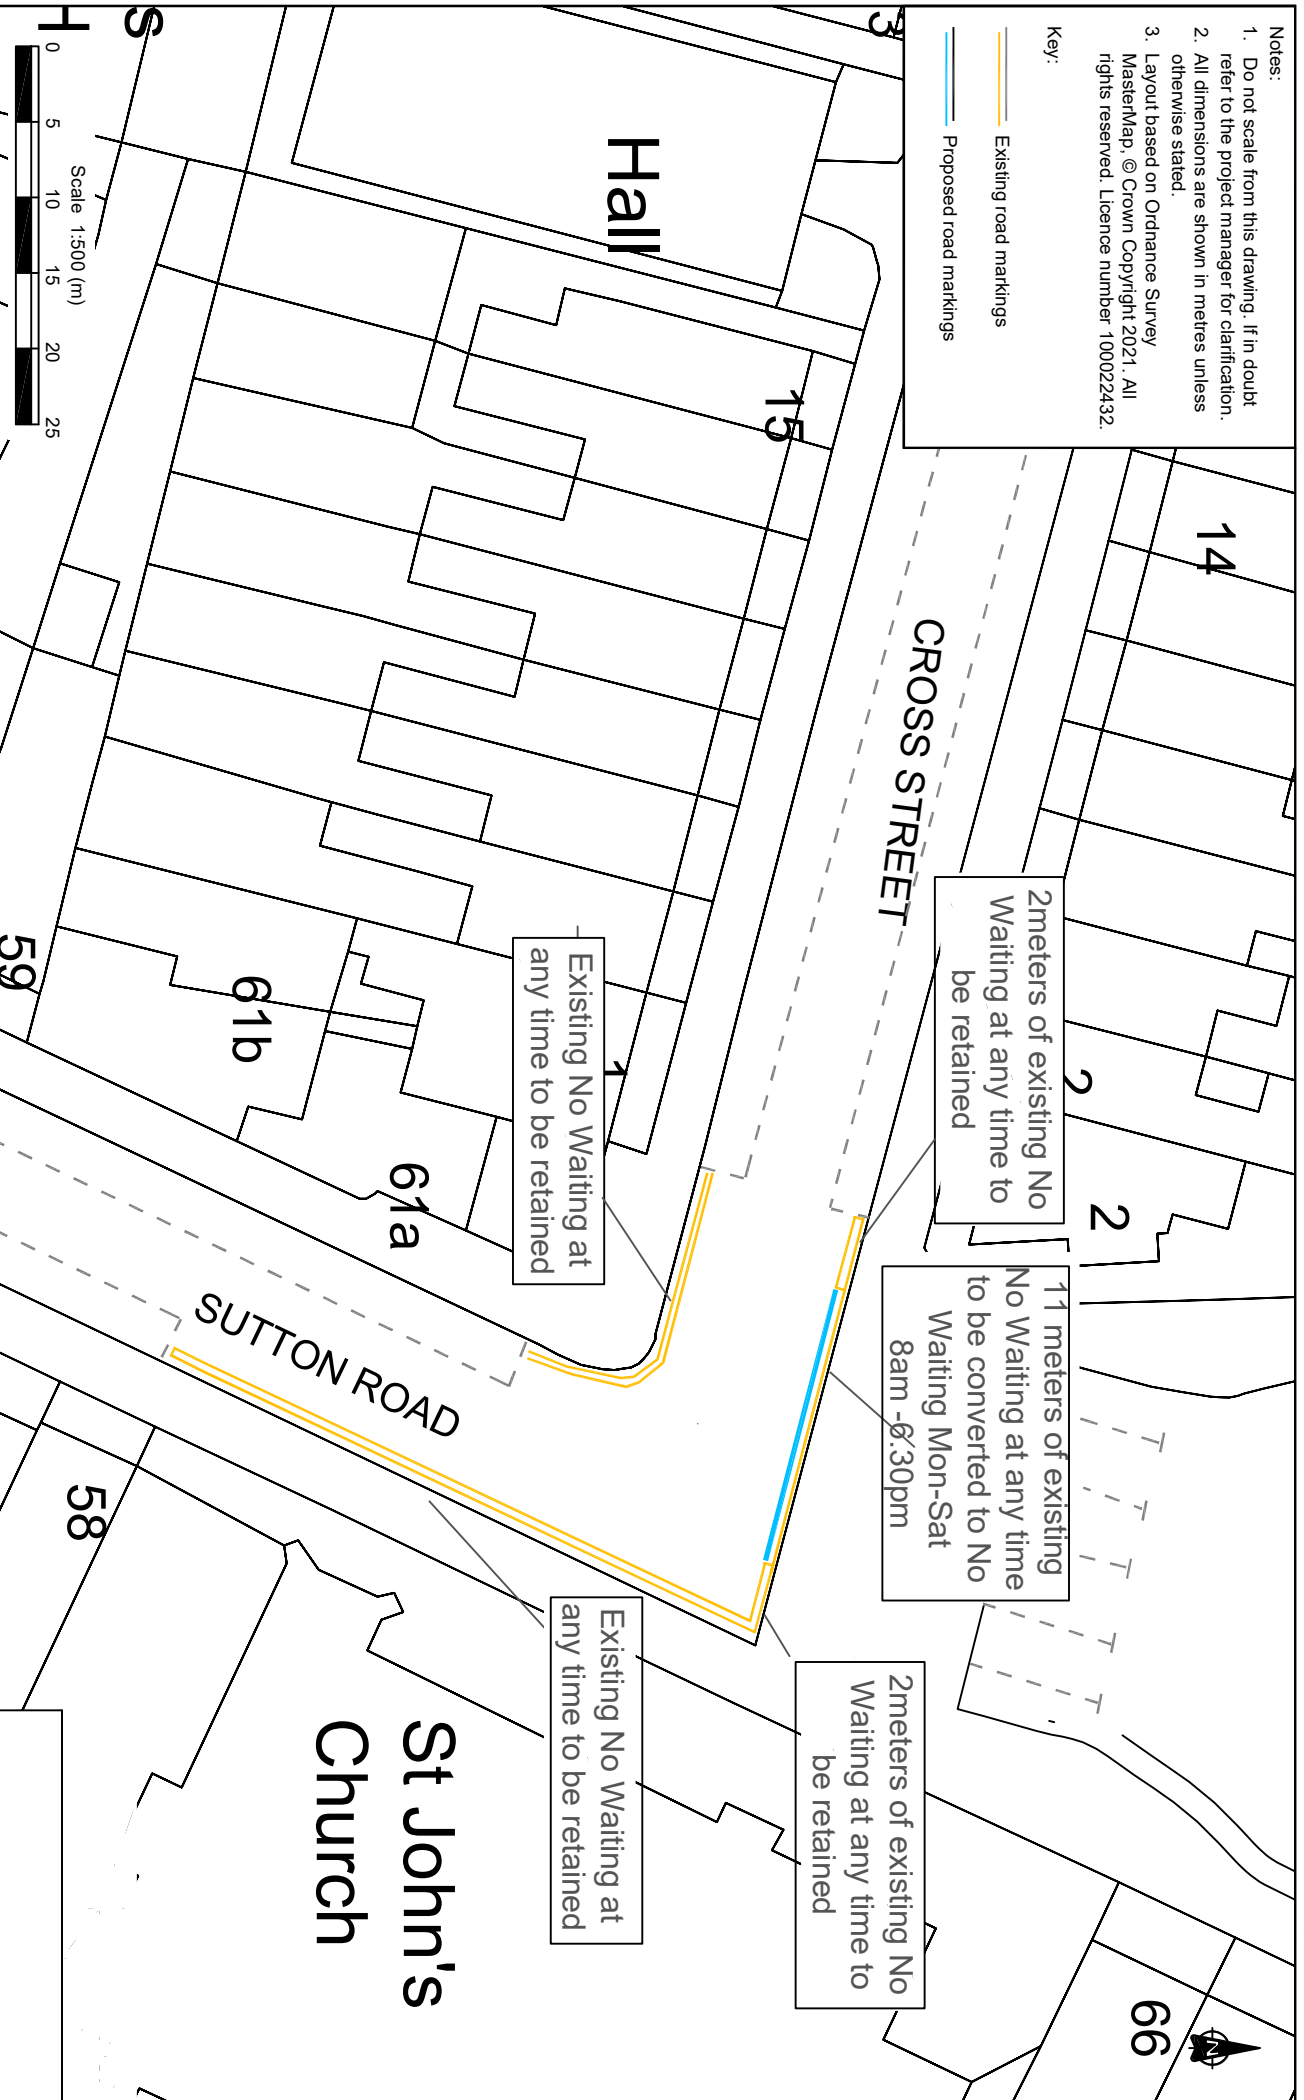 Notes:
1. Do not scale from this drawing. If in doubt
refer to the project manager for clarification.
2. All dimensions are shown in metres unless
otherwise stated.
3. Layout based on Ordnance Survey
MasterMap, © Crown Copyright 2021. All
rights reserved. Licence number 100022432.
Key:
Existing road markings
Proposed road markings
14
2meters of existing No
Waiting at any time to
be retained
2
2
11 meters of existing
No Waiting at any time
to be converted to No
Waiting Mon-Sat
8am -6.30pm
2meters of existing No
Waiting at any time to
be retained
66
N
3
CROSS STREET
15
Hall
1
Existing No Waiting at
any time to be retained
Existing No Waiting at
any time to be retained
61a
61b
59
SUTTON ROAD
58
St John's
Church
S
H
Scale 1:500 (m)
0 5 10 15 20 25